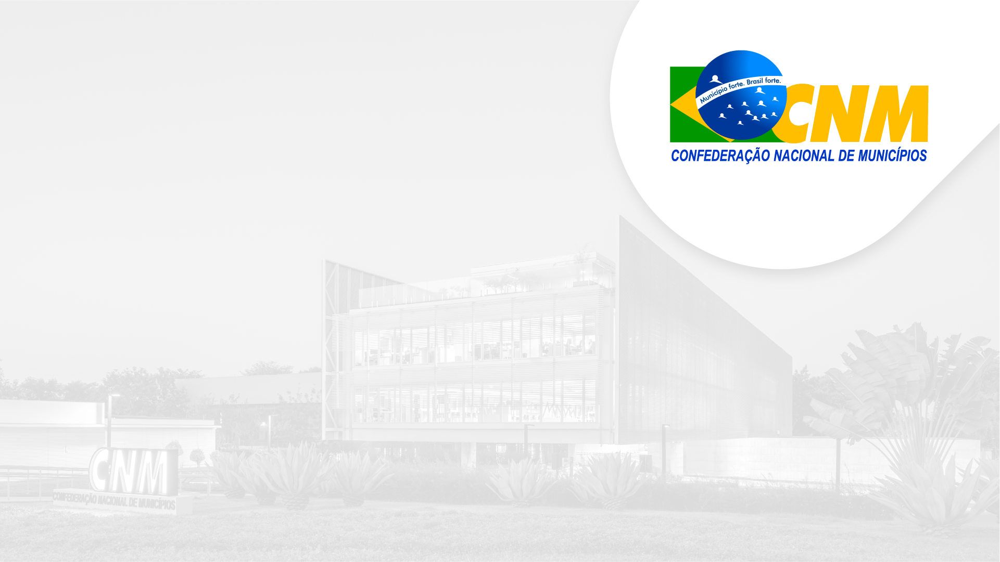 Município forte. Brasil forte.
CNM
CONFEDERAÇÃO NACIONAL DE MUNICÍPIOS
CNM
CONFEDERAÇÃO NACIONAL DE MUNICÍPIOS